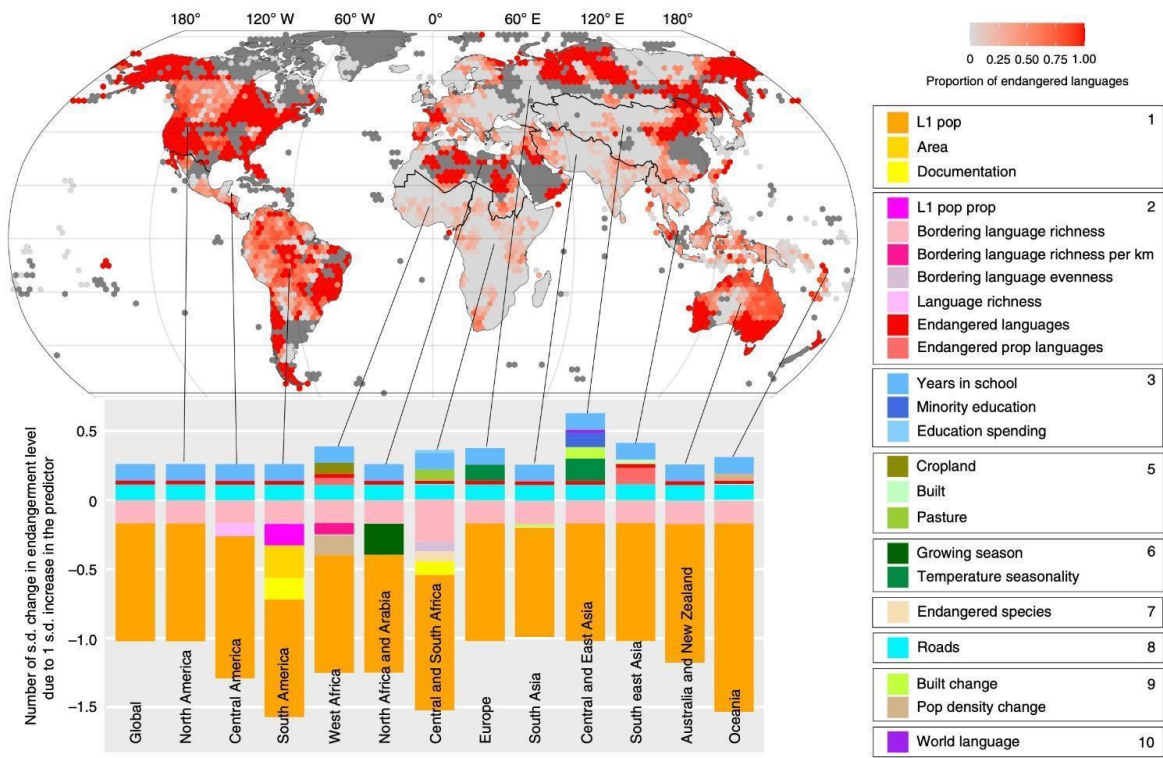 180° 120° W 60° W 0° 60° E 120° E 180°
0 0.25 0.50 0.75 1.00
Proportion of endangered languages
L1 pop 1
Area
Documentation
L1 pop prop 2
Bordering language richness
Bordering language richness per km
Bordering language evenness
Language richness
Endangered languages
Endangered prop languages
Years in school 3
Minority education
Education spending
Cropland 5
Built
Pasture
Growing season 6
Temperature seasonality
Endangered species 7
Roads 8
Built change 9
Pop density change
World language 10
Number of s.d. change in endangerment level
due to 1 s.d. increase in the predictor
0.5
0
−0.5
−1.0
−1.5
Global
North America
Central America
South America
West Africa
North Africa and Arabia
Central and South Africa
Europe
South Asia
Central and East Asia
South east Asia
Australia and New Zealand
Oceania